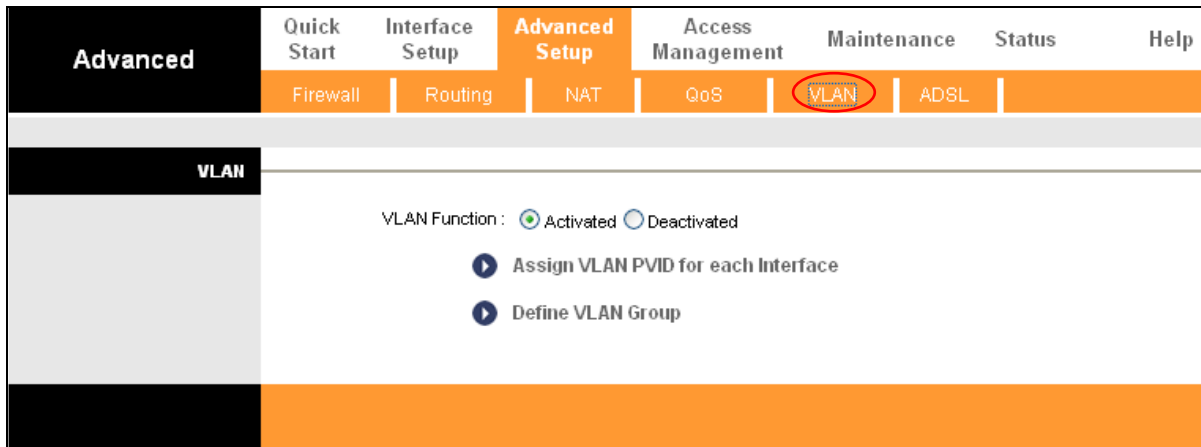 Advanced
Quick Start
Interface Setup
Advanced Setup
Access Management
Maintenance
Status
Help
Firewall
Routing
NAT
QoS
VLAN
ADSL
VLAN
VLAN Function : Activated Deactivated
Assign VLAN PVID for each Interface
Define VLAN Group